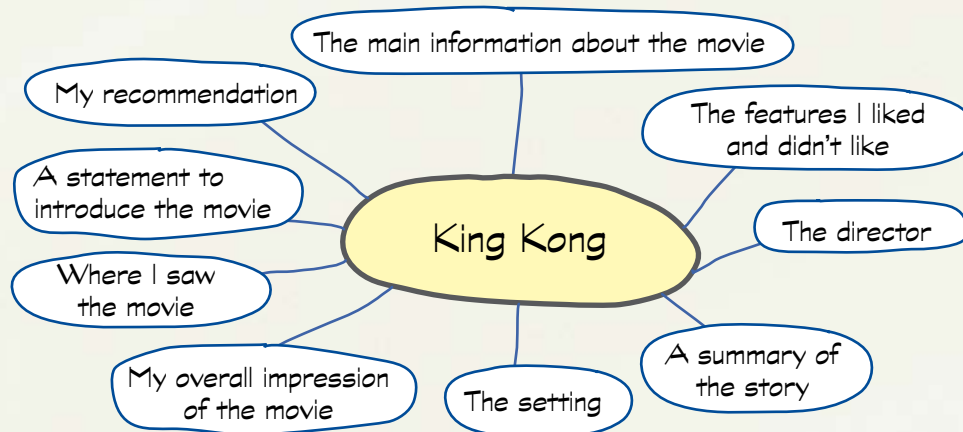 The main information about the movie
My recommendation
The features I liked
and didn't like
A statement to
introduce the movie
King Kong
The director
Where I saw
the movie
My overall impression
of the movie
The setting
A summary of
the story